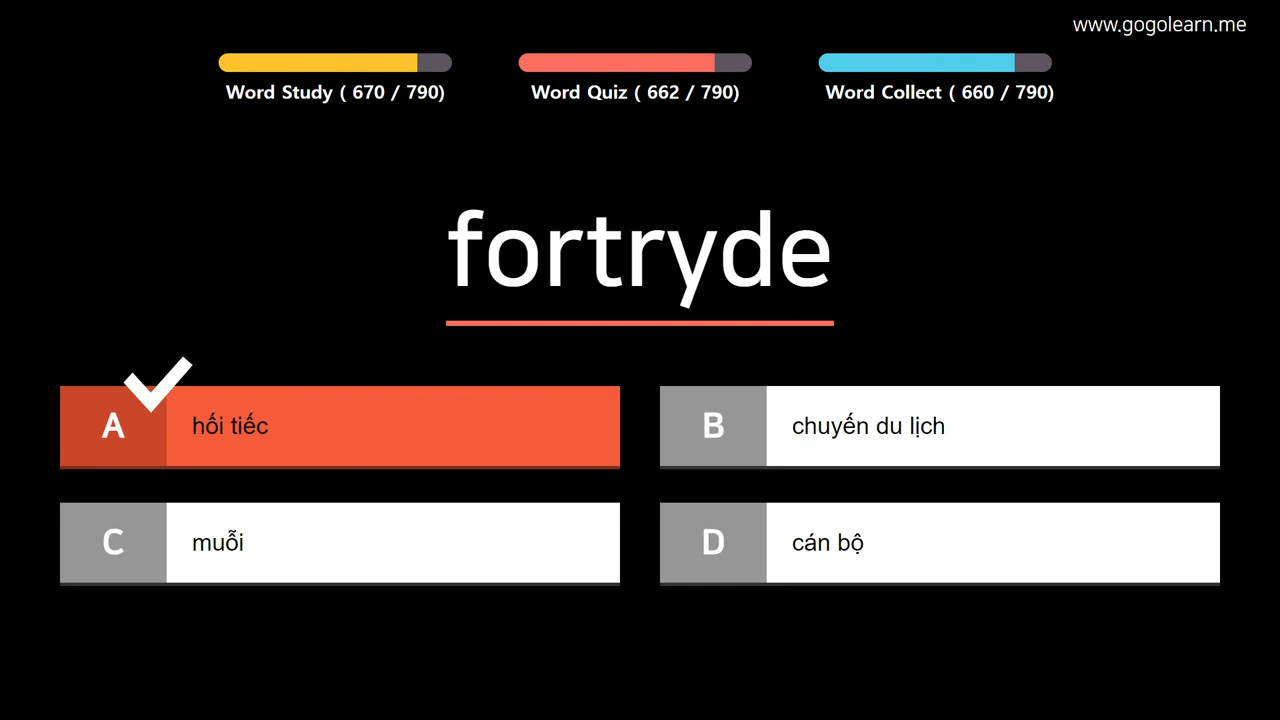 www.gogolearn.me
Word Study ( 670 / 790)
Word Quiz ( 662 / 790)
Word Collect ( 660 / 790)
fortryde
A hối tiếc
B chuyến du lịch
C muỗi
D cán bộ